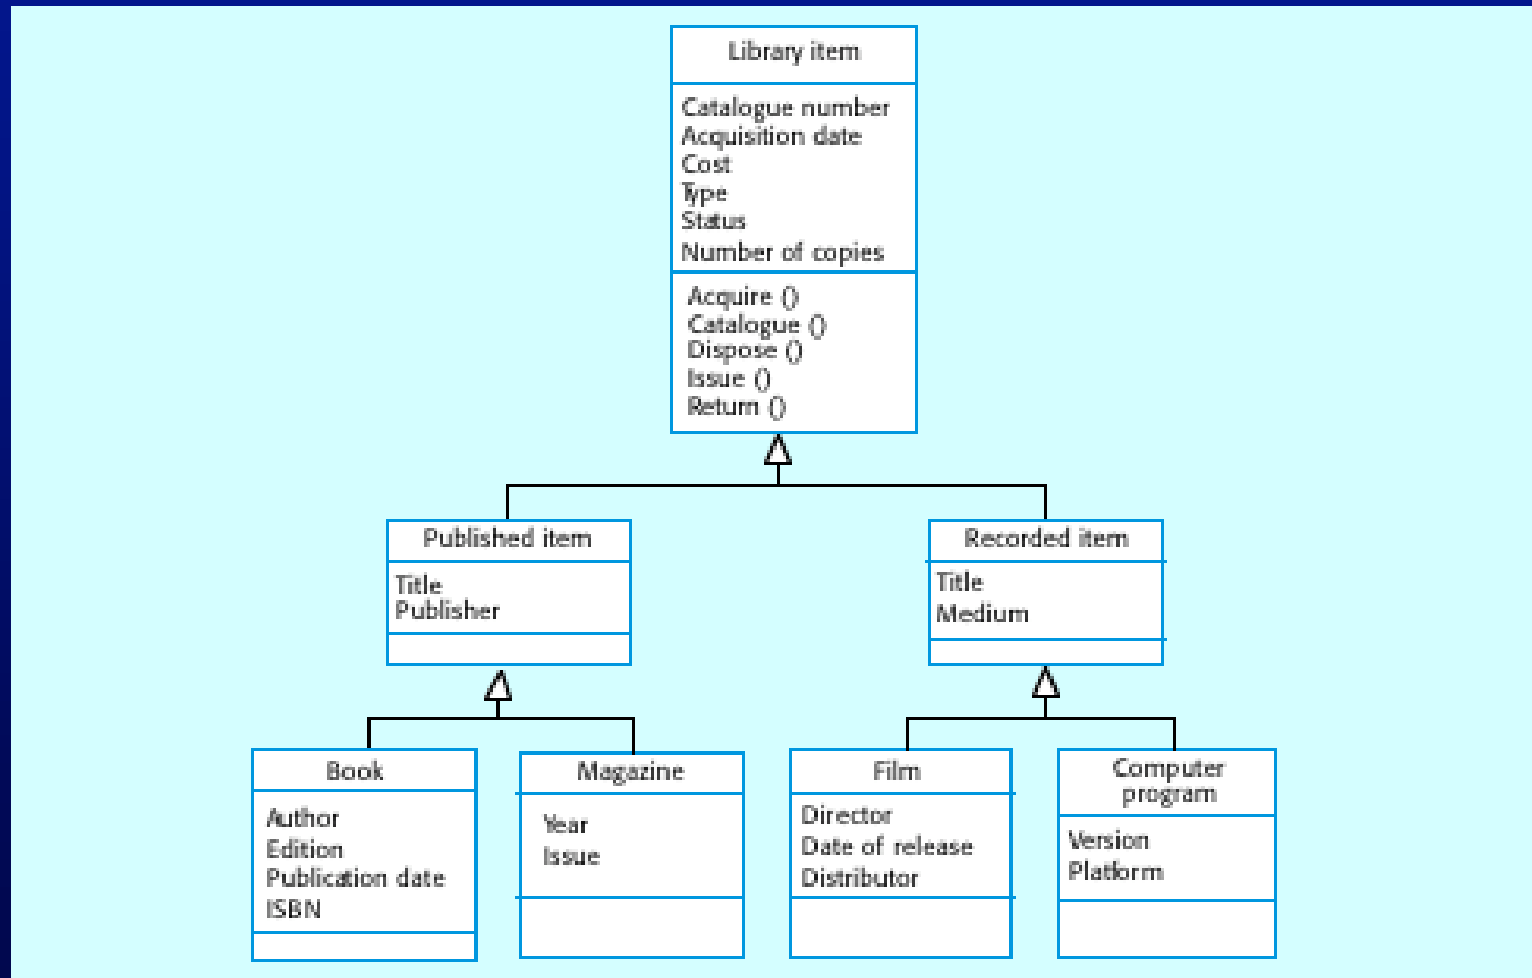 Library item
Catalogue number
Acquisition date
Cost
Type
Status
Number of copies
Acquire ()
Catalogue ()
Dispose ()
Issue ()
Return ()
Published item
Title
Publisher
Recorded item
Title
Medium
Book
Author
Edition
Publication date
ISBN
Magazine
Year
Issue
Film
Director
Date of release
Distributor
Computer
program
Version
Platform